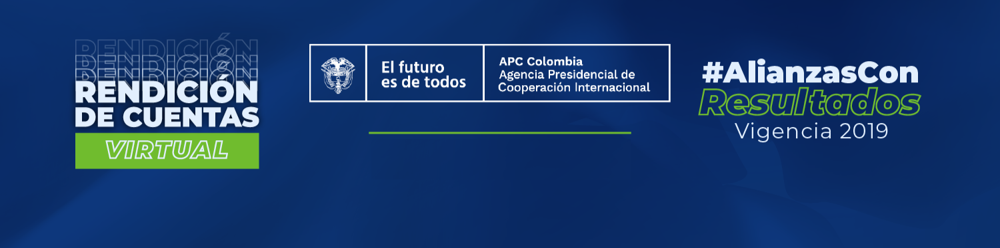 RENDICIÓN
RENDICIÓN
RENDICIÓN
RENDICIÓN
DE CUENTAS
VIRTUAL
El futuro
es de todos
APC Colombia
Agencia Presidencial de
Cooperación Internacional
#AlianzasCon
Resultados
Vigencia 2019